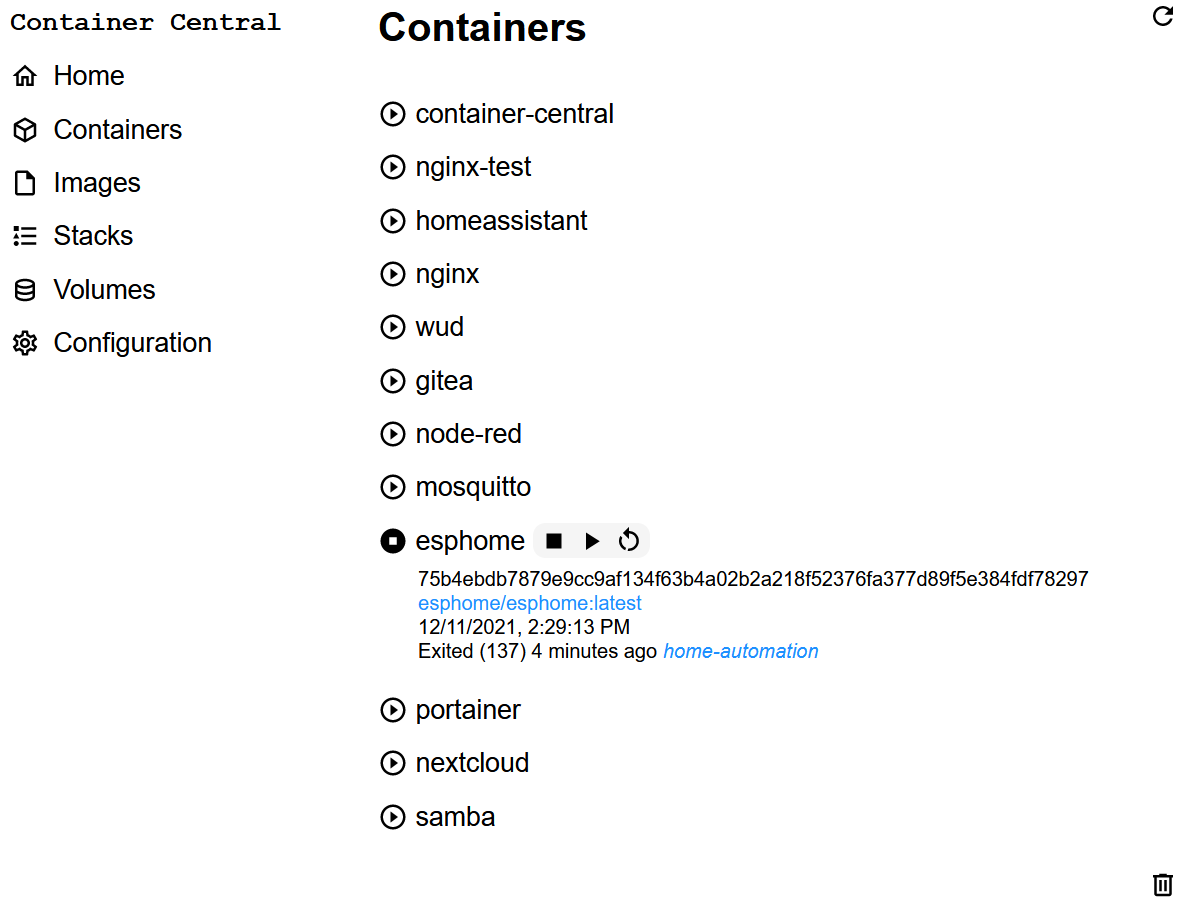 Container Central
Home
Containers
Images
Stacks
Volumes
Configuration
Containers
container-central
nginx-test
homeassistant
nginx
wud
gitea
node-red
mosquitto
esphome
75b4ebdb7879e9cc9af134f63b4a02b2a218f52376fa377d89f5e384fdf78297
esphome/esphome:latest
12/11/2021, 2:29:13 PM
Exited (137) 4 minutes ago home-automation
portainer
nextcloud
samba